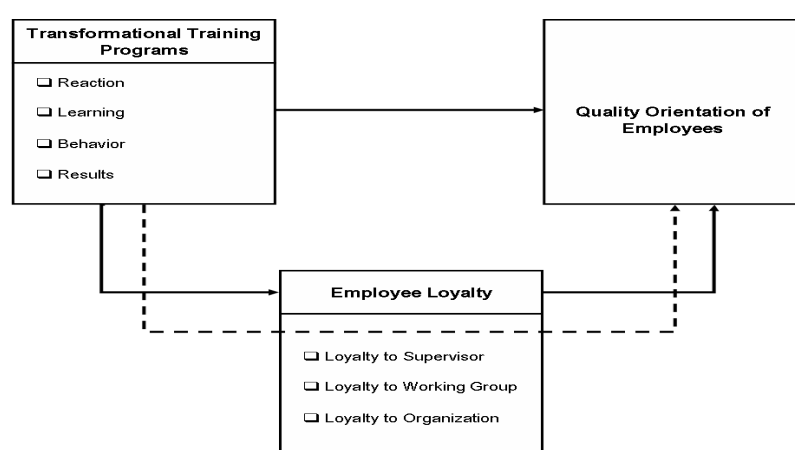 Transformational Training
Programs
❑ Reaction
❑ Learning
❑ Behavior
❑ Results
Quality Orientation of
Employees
Employee Loyalty
❑ Loyalty to Supervisor
❑ Loyalty to Working Group
❑ Loyalty to Organization